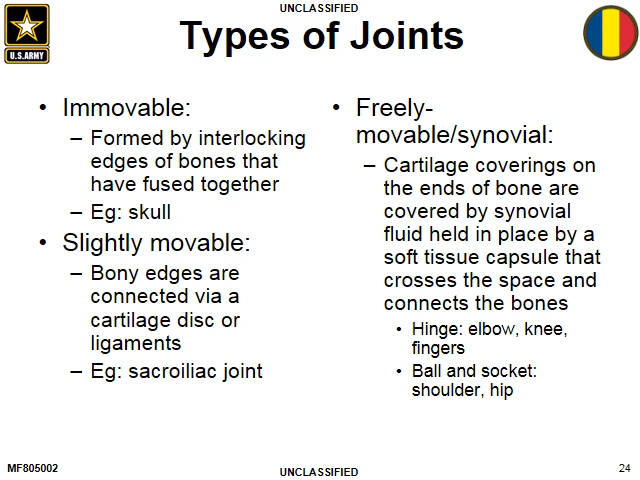 UNCLASSIFIED
Types of Joints
U.S.ARMY
• Immovable:
– Formed by interlocking
edges of bones that
have fused together
– Eg: skull
• Slightly movable:
– Bony edges are
connected via a
cartilage disc or
ligaments
– Eg: sacroiliac joint
• Freely-
movable/synovial:
– Cartilage coverings on
the ends of bone are
covered by synovial
fluid held in place by a
soft tissue capsule that
crosses the space and
connects the bones
• Hinge: elbow, knee,
fingers
• Ball and socket:
shoulder, hip
MF805002
UNCLASSIFIED
24